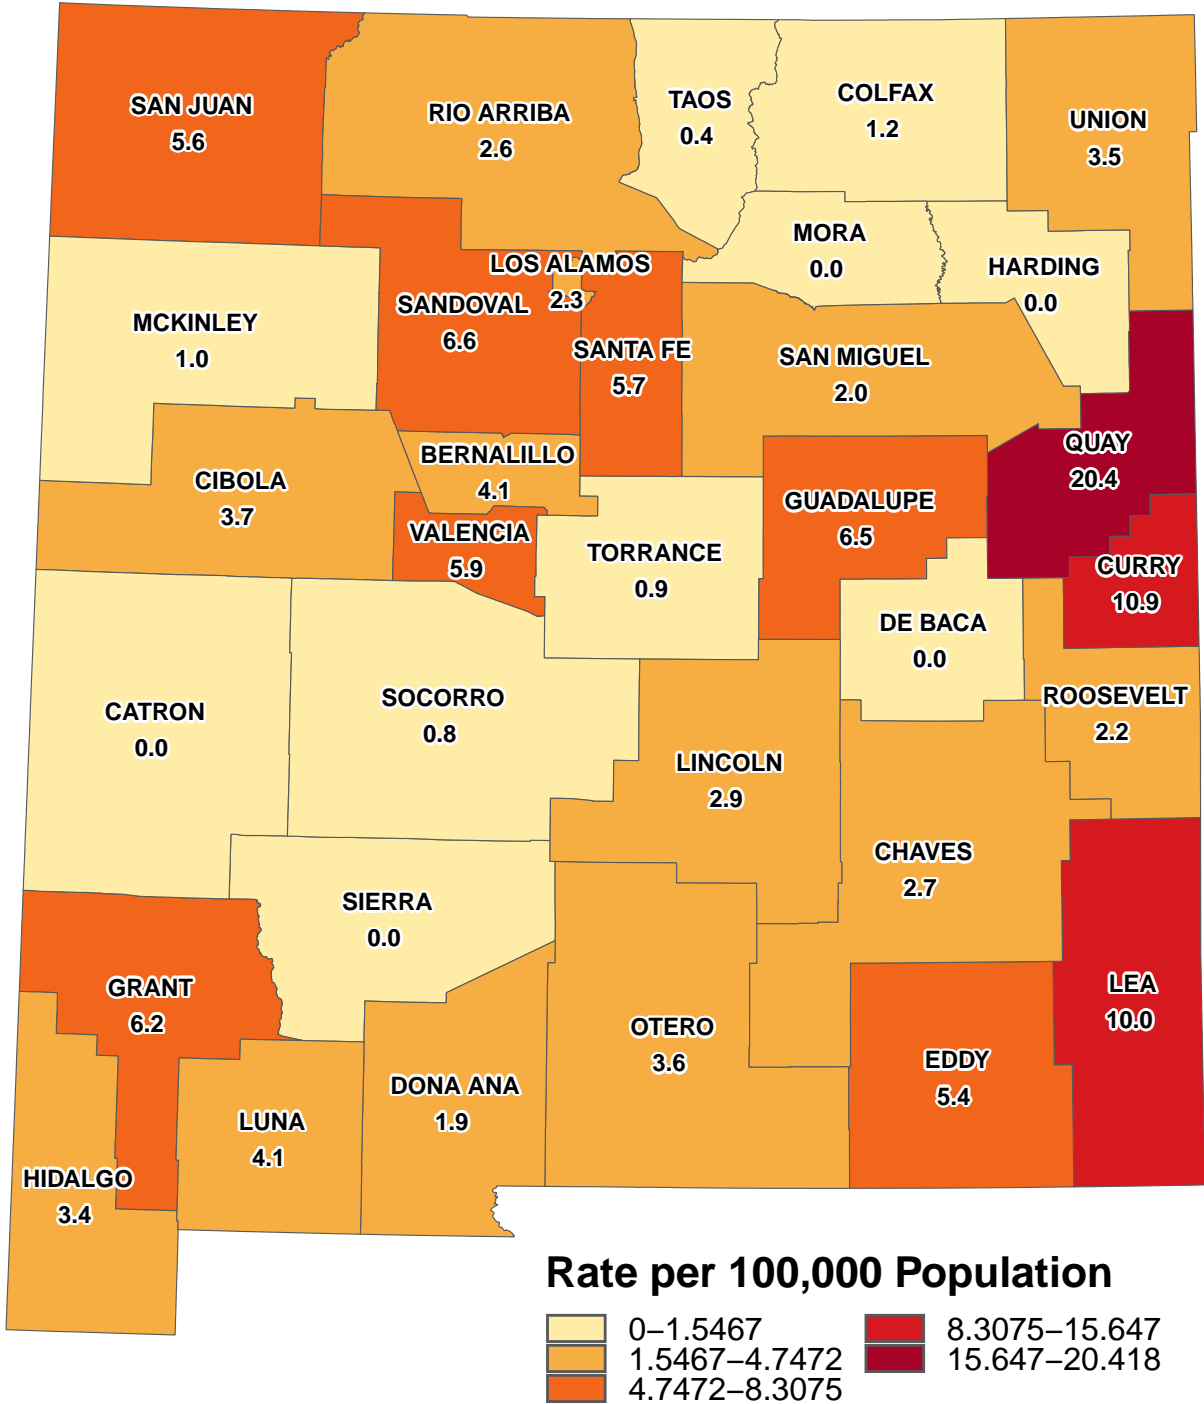 SAN JUAN
5.6
RIO ARRIBA
2.6
TAOS
0.4
COLFAX
1.2
UNION
3.5
MORA
0.0
HARDING
0.0
LOS ALAMOS
2.3
SANDOVAL
6.6
MCKINLEY
1.0
SANTA FE
5.7
SAN MIGUEL
2.0
QUAY
20.4
BERNALILLO
4.1
CIBOLA
3.7
GUADALUPE
6.5
VALENCIA
5.9
TORRANCE
0.9
CURRY
10.9
DE BACA
0.0
ROOSEVELT
2.2
CATRON
0.0
SOCORRO
0.8
LINCOLN
2.9
CHAVES
2.7
SIERRA
0.0
GRANT
6.2
LEA
10.0
OTERO
3.6
EDDY
5.4
DONA ANA
1.9
LUNA
4.1
HIDALGO
3.4
Rate per 100,000 Population
0–1.5467
1.5467–4.7472
4.7472–8.3075
8.3075–15.647
15.647–20.418